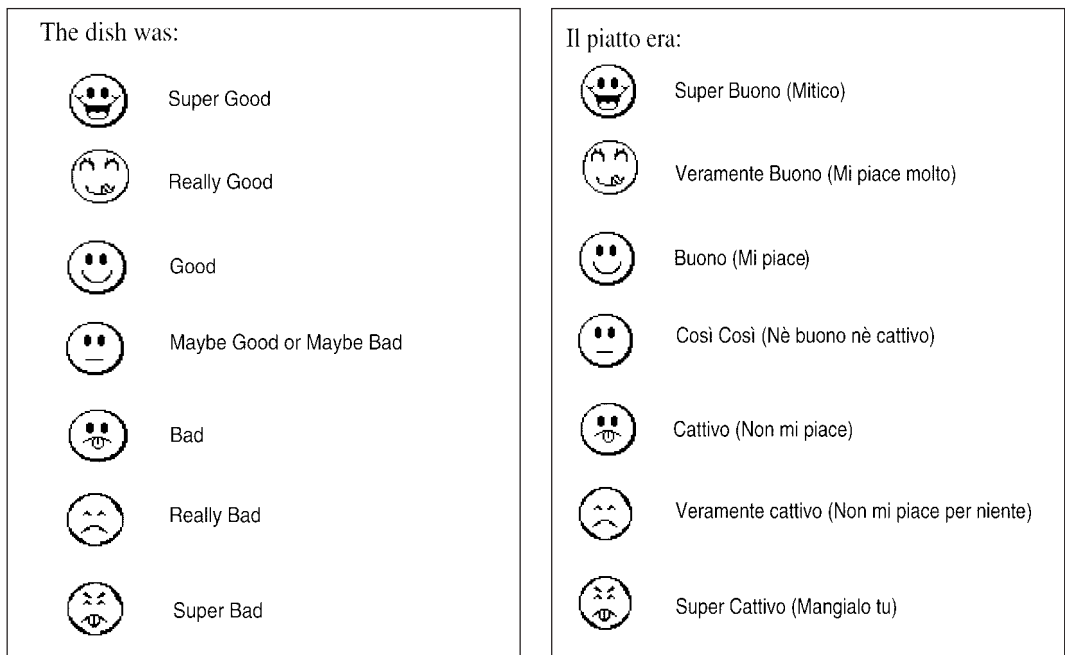 The dish was:
Super Good
Really Good
Good
Maybe Good or Maybe Bad
Bad
Really Bad
Super Bad
Il piatto era:
Super Buono (Mitico)
Veramente Buono (Mi piace molto)
Buono (Mi piace)
Così Così (Nè buono nè cattivo)
Cattivo (Non mi piace)
Veramente cattivo (Non mi piace per niente)
Super Cattivo (Mangialo tu)